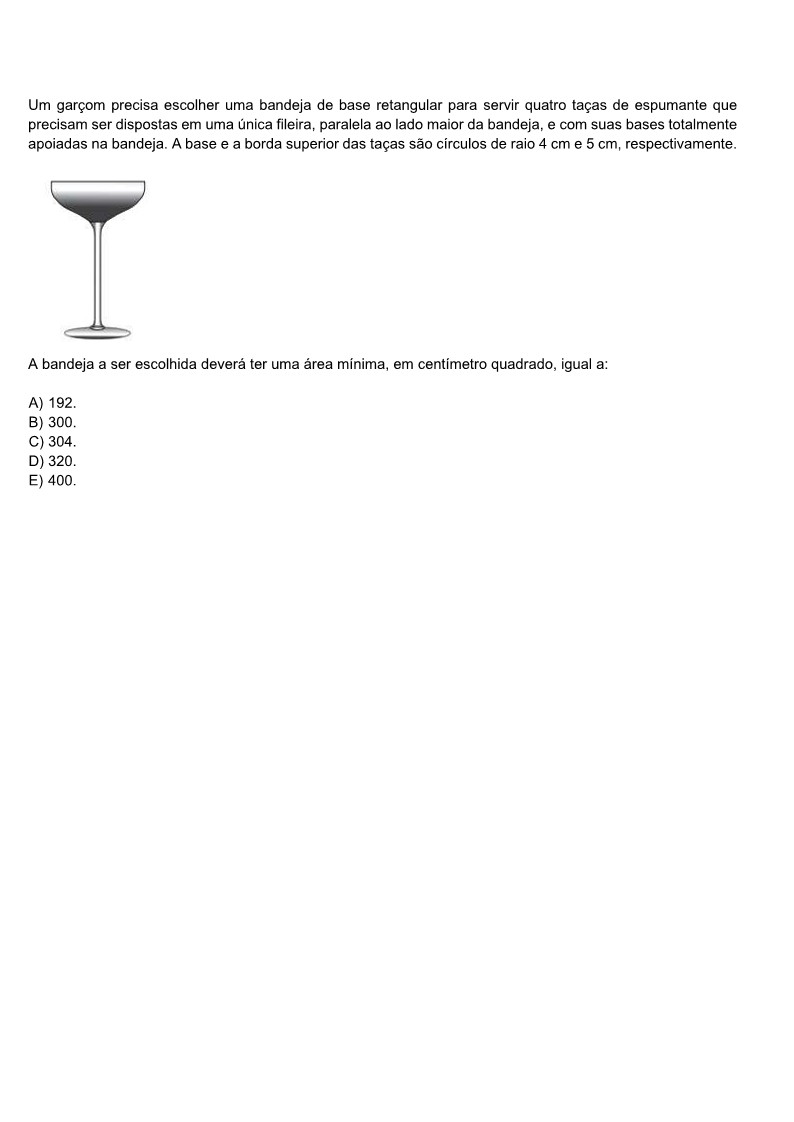 Um garçom precisa escolher uma bandeja de base retangular para servir quatro taças de espumante que
precisam ser dispostas em uma única fileira, paralela ao lado maior da bandeja, e com suas bases totalmente
apoiadas na bandeja. A base e a borda superior das taças são círculos de raio 4 cm e 5 cm, respectivamente.
A bandeja a ser escolhida deverá ter uma área mínima, em centímetro quadrado, igual a:
A) 192.
B) 300.
C) 304.
D) 320.
E) 400.